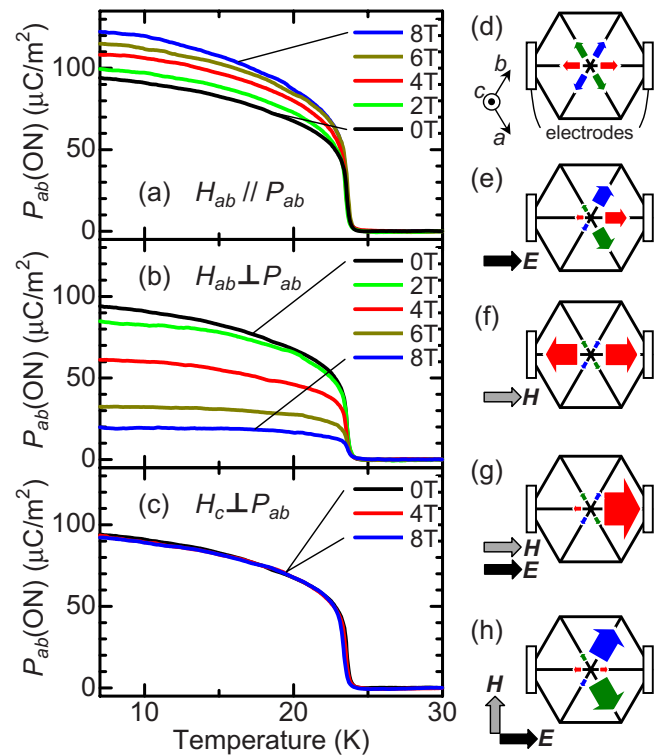 P_ab(ON) (μC/m²)
100
50
0
8T
6T
4T
2T
0T
(a) H_ab // P_ab
P_ab(ON) (μC/m²)
100
50
0
(b) H_ab⊥P_ab
0T
2T
4T
6T
8T
P_ab(ON) (μC/m²)
100
50
0
(c) H_c⊥P_ab
0T
4T
8T
10 20 30
Temperature (K)
(d)
b
c
a
electrodes
(e)
E
(f)
H
(g)
H
E
(h)
H
E